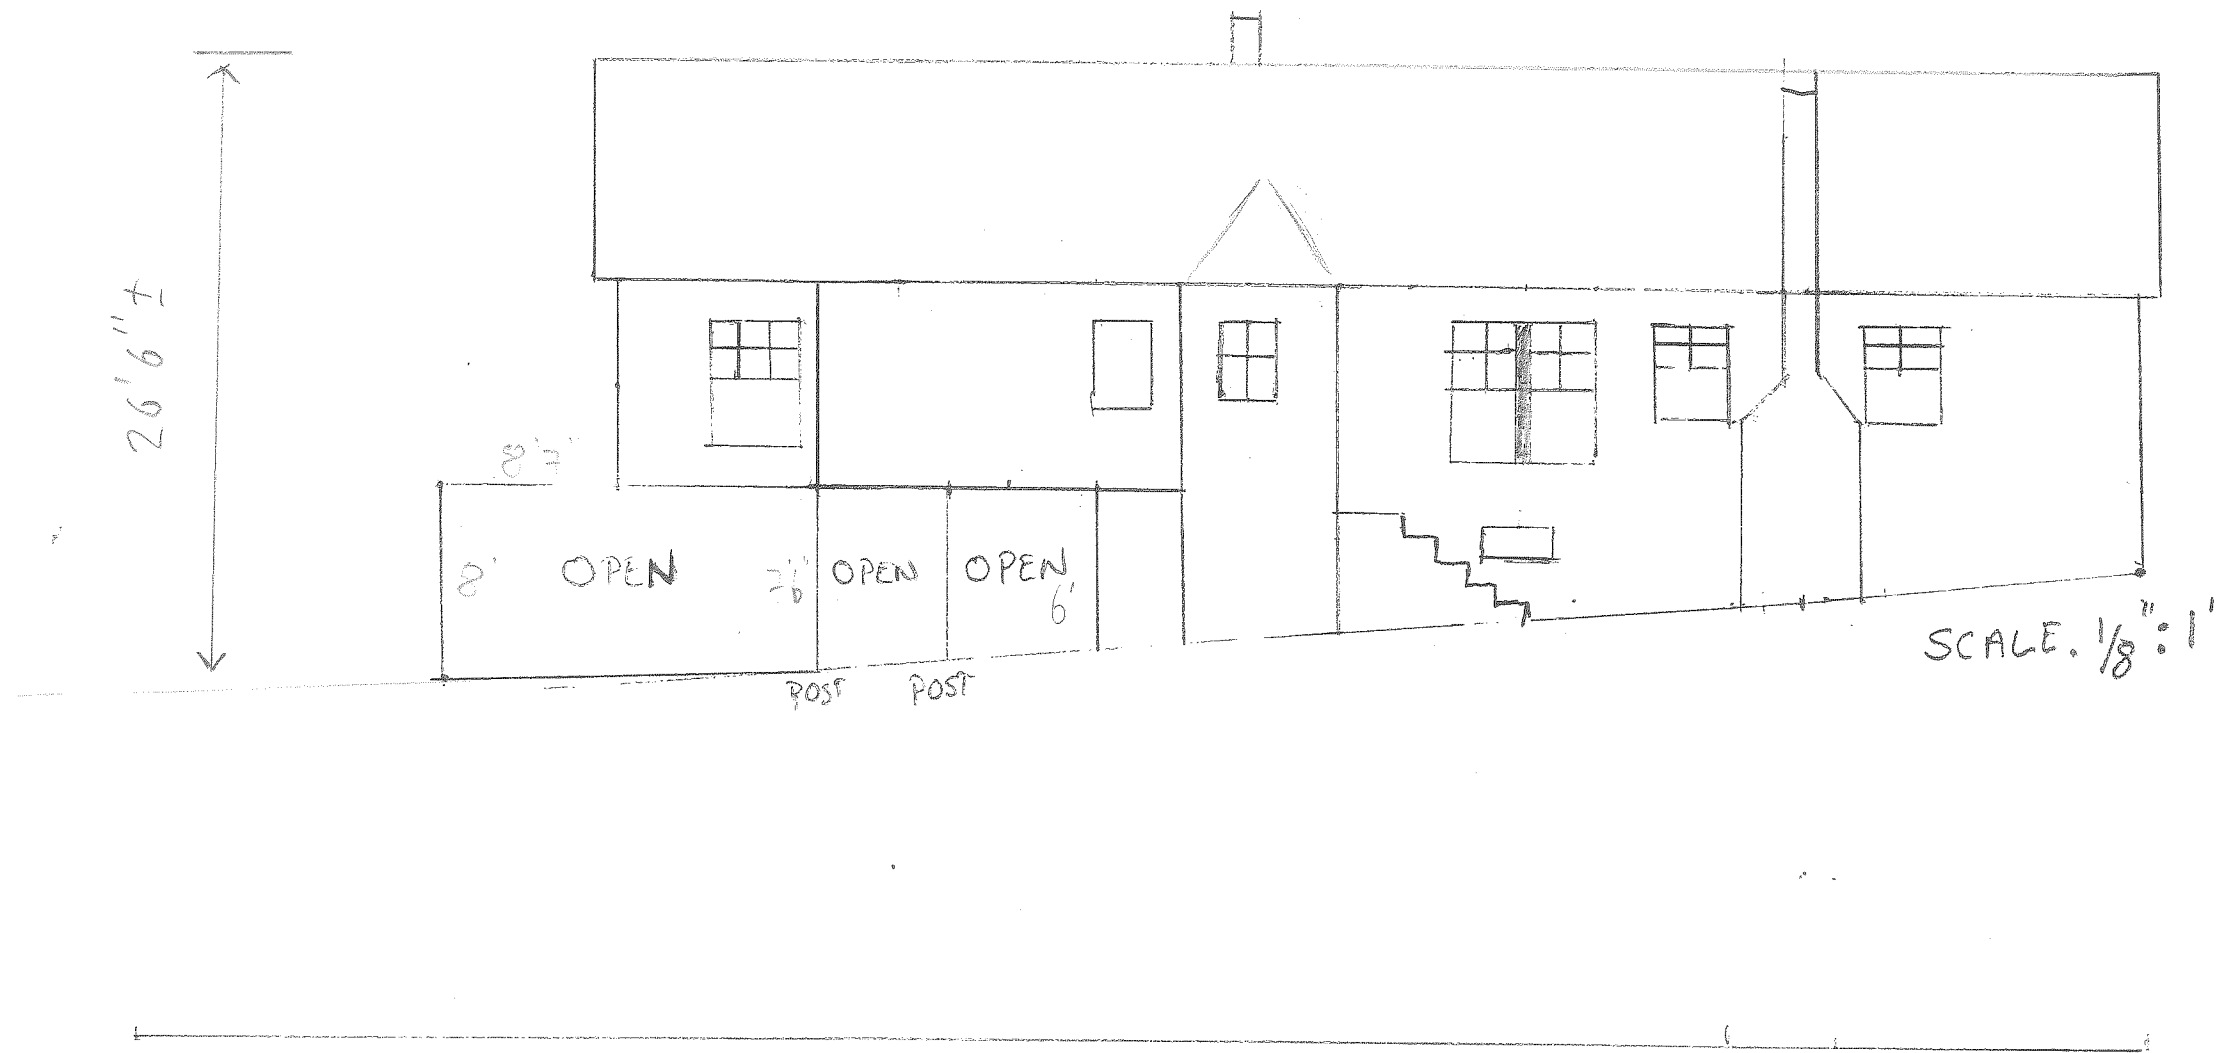 26'6"±
8'7"
8'
OPEN
7'6"
OPEN
OPEN
6'
POST
POST
SCALE. 1/8" : 1'